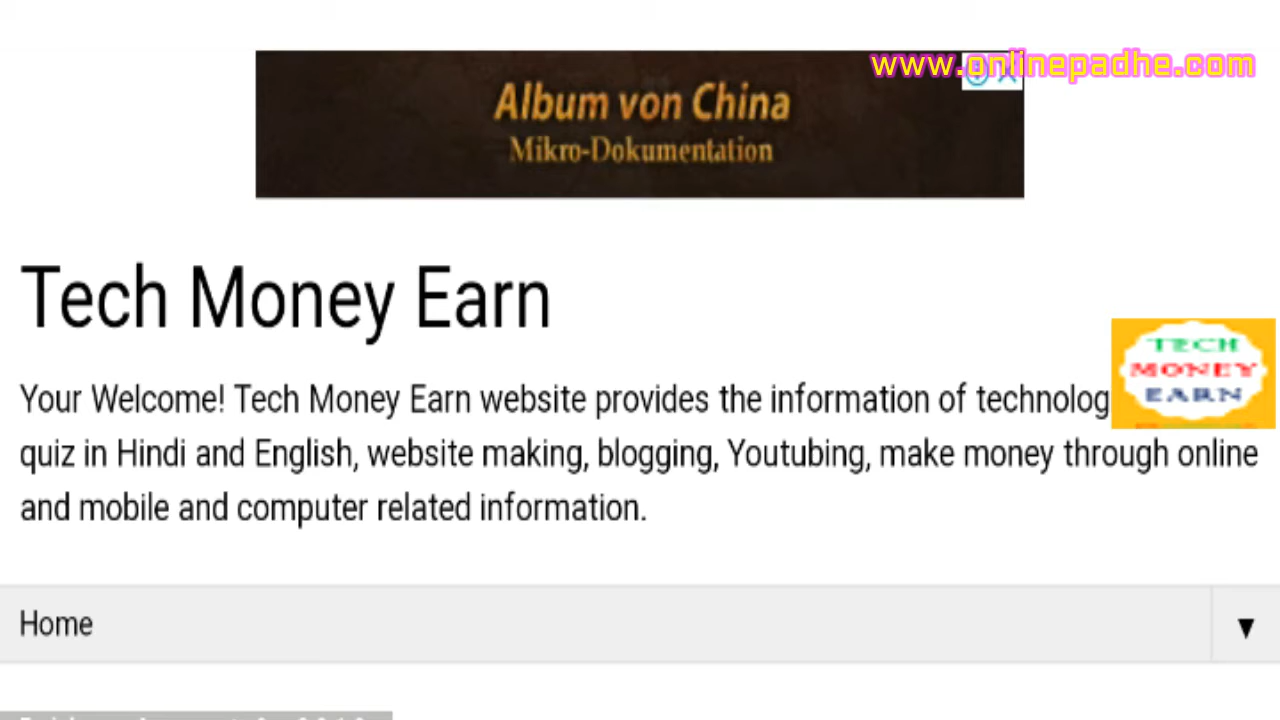 www.onlinepadhe.com
Album von China
Mikro-Dokumentation
Tech Money Earn
TECH
MONEY
EARN
Your Welcome! Tech Money Earn website provides the information of technolog
quiz in Hindi and English, website making, blogging, Youtubing, make money through online
and mobile and computer related information.
Home